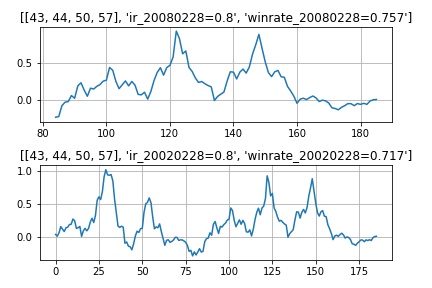 [[43, 44, 50, 57], 'ir_20080228=0.8', 'winrate_20080228=0.757']
0.5
0.0
80 100 120 140 160 180
[[43, 44, 50, 57], 'ir_20020228=0.8', 'winrate_20020228=0.717']
1.0
0.5
0.0
0 25 50 75 100 125 150 175